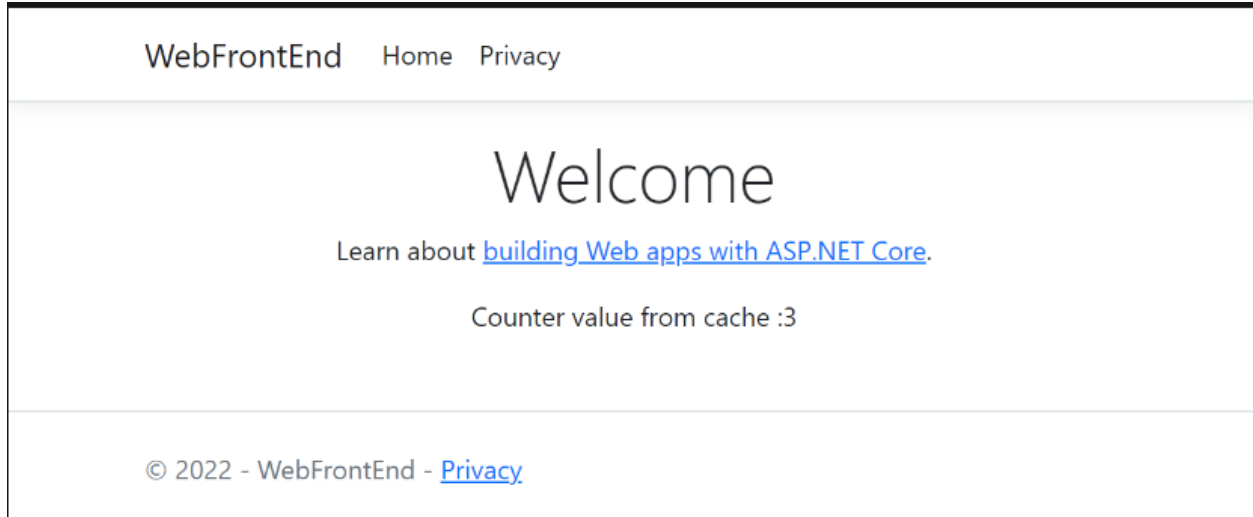 WebFrontEnd Home Privacy
Welcome
Learn about building Web apps with ASP.NET Core.
Counter value from cache :3
© 2022 - WebFrontEnd - Privacy